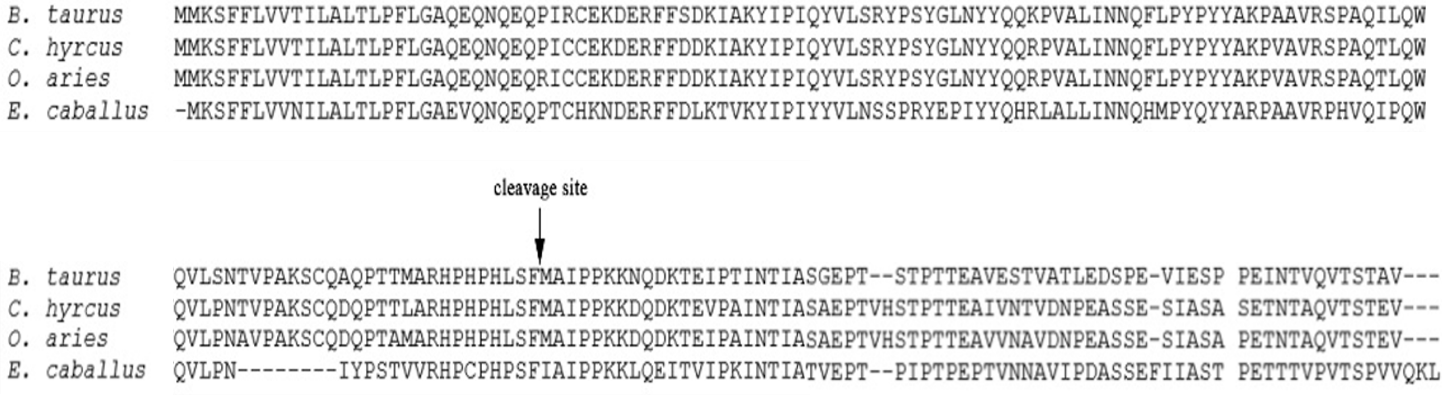 B. taurus MMKSFFLVVTILALTLPFLGAQEQNQEQPIRCEKDERFFSDKIAKYIPIQYVLSRYPSYGLNYYQQKPVALINNQFLPYPYYAKPAAVRSPAQILQW
C. hyrcus MMKSFFLVVTILALTLPFLGAQEQNQEQPICCEKDERFFDDKIAKYIPIQYVLSRYPSYGLNYYQQRPVALINNQFLPYPYYAKPVAVRSPAQTLQW
O. aries MMKSFFLVVTILALTLPFLGAQEQNQEQRICCEKDERFFDDKIAKYIPIQYVLSRYPSYGLNYYQQRPVALINNQFLPYPYYAKPVAVRSPAQTLQW
E. caballus -MKSFFLVVNILALTLPFLGAEVQNQEQPTCHKNDERFFDLKTVKYIPIYYVLNSSPRYEPIYYQHRLALLINNQHMPYQYYARPAAVRPHVQIPQW
cleavage site
B. taurus QVLSNTVPAKSCQAQPTTMARHPHPHLSFMAIPPKKNQDKTEIPTINTIASGEPT--STPTTEAVESTVATLEDSPE-VIESP PEINTVQVTSTAV---
C. hyrcus QVLPNTVPAKSCQDQPTTLARHPHPHLSFMAIPPKKDQDKTEVPAINTIASAEPTVHSTPTTEAIVNTVDNPEASSE-SIASA SETNTAQVTSTEV---
O. aries QVLPNAVPAKSCQDQPTAMARHPHPHLSFMAIPPKKDQDKTEIPAINTIASAEPTVHSTPTTEAVVNAVDNPEASSE-SIASA PETNTAQVTSTEV---
E. caballus QVLPN--------IYPSTVVRHPCPHPSFIAIPPKKLQEITVIPKINTIATVEPT--PIPTPEPTVNNAVIPDASSEFIIAST PETTTVPVTSPVVQKL